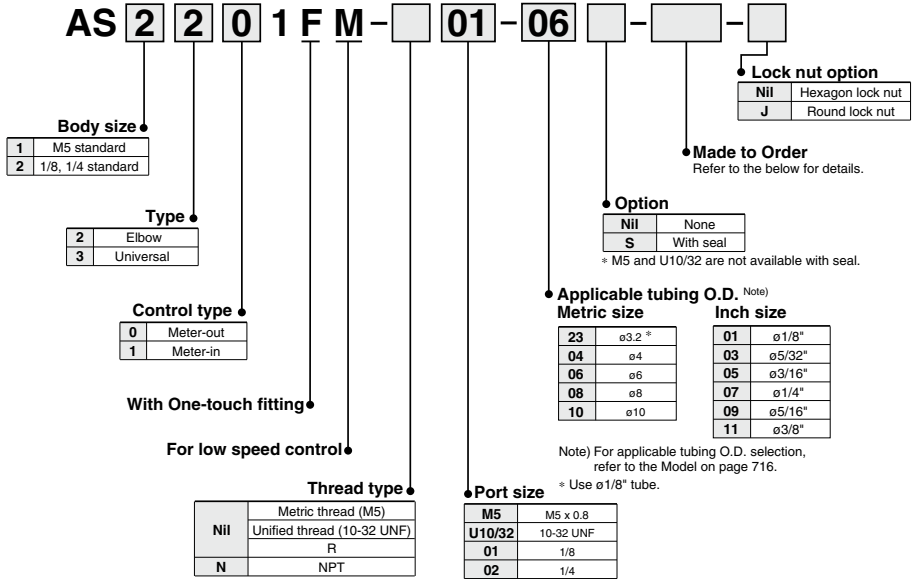 AS 2 2 0 1 F M – 01 – 06 – –
Lock nut option
Nil Hexagon lock nut
J Round lock nut
Body size
1 M5 standard
2 1/8, 1/4 standard
Made to Order
Refer to the below for details.
Option
Nil None
S With seal
* M5 and U10/32 are not available with seal.
Type
2 Elbow
3 Universal
Applicable tubing O.D. Note)
Metric size
23 ø3.2 *
04 ø4
06 ø6
08 ø8
10 ø10
Inch size
01 ø1/8"
03 ø5/32"
05 ø3/16"
07 ø1/4"
09 ø5/16"
11 ø3/8"
Note) For applicable tubing O.D. selection,
refer to the Model on page 716.
* Use ø1/8" tube.
Control type
0 Meter-out
1 Meter-in
With One-touch fitting
For low speed control
Thread type
Nil Metric thread (M5)
Unified thread (10-32 UNF)
R
N NPT
Port size
M5 M5 x 0.8
U10/32 10-32 UNF
01 1/8
02 1/4